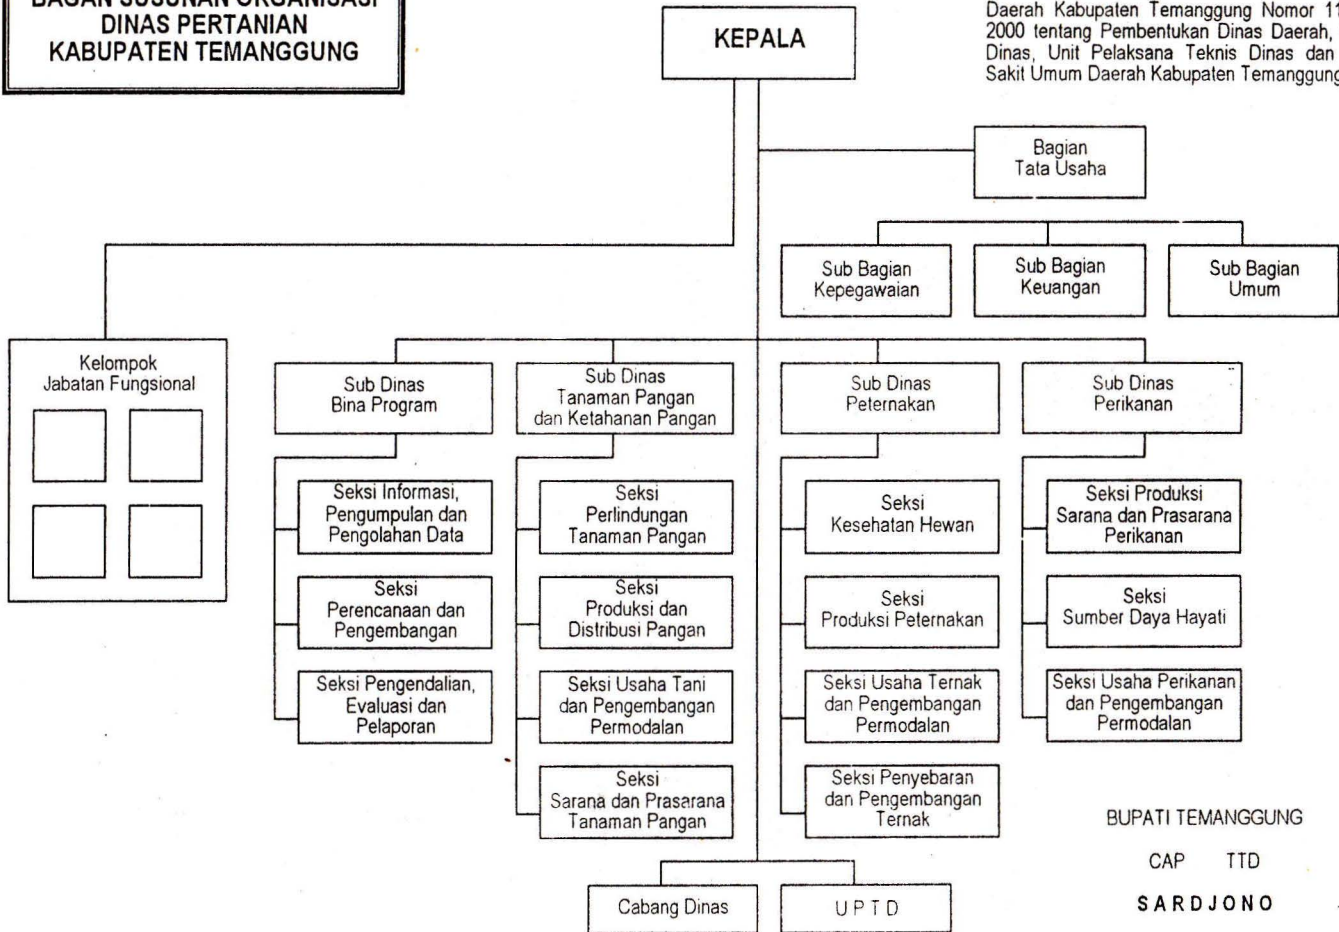 BAGAN SUSUNAN ORGANISASI
DINAS PERTANIAN
KABUPATEN TEMANGGUNG
Daerah Kabupaten Temanggung Nomor 11
2000 tentang Pembentukan Dinas Daerah,
Dinas, Unit Pelaksana Teknis Dinas dan
Sakit Umum Daerah Kabupaten Temanggung
KEPALA
Bagian
Tata Usaha
Sub Bagian
Kepegawaian
Sub Bagian
Keuangan
Sub Bagian
Umum
Kelompok
Jabatan Fungsional
Sub Dinas
Bina Program
Sub Dinas
Tanaman Pangan
dan Ketahanan Pangan
Sub Dinas
Peternakan
Sub Dinas
Perikanan
Seksi Informasi,
Pengumpulan dan
Pengolahan Data
Seksi
Perencanaan dan
Pengembangan
Seksi Pengendalian,
Evaluasi dan
Pelaporan
Seksi
Perlindungan
Tanaman Pangan
Seksi
Produksi dan
Distribusi Pangan
Seksi Usaha Tani
dan Pengembangan
Permodalan
Seksi
Sarana dan Prasarana
Tanaman Pangan
Seksi
Kesehatan Hewan
Seksi
Produksi Peternakan
Seksi Usaha Ternak
dan Pengembangan
Permodalan
Seksi Penyebaran
dan Pengembangan
Ternak
Seksi Produksi
Sarana dan Prasarana
Perikanan
Seksi
Sumber Daya Hayati
Seksi Usaha Perikanan
dan Pengembangan
Permodalan
Cabang Dinas
U P T D
BUPATI TEMANGGUNG
CAP TTD
S A R D J O N O